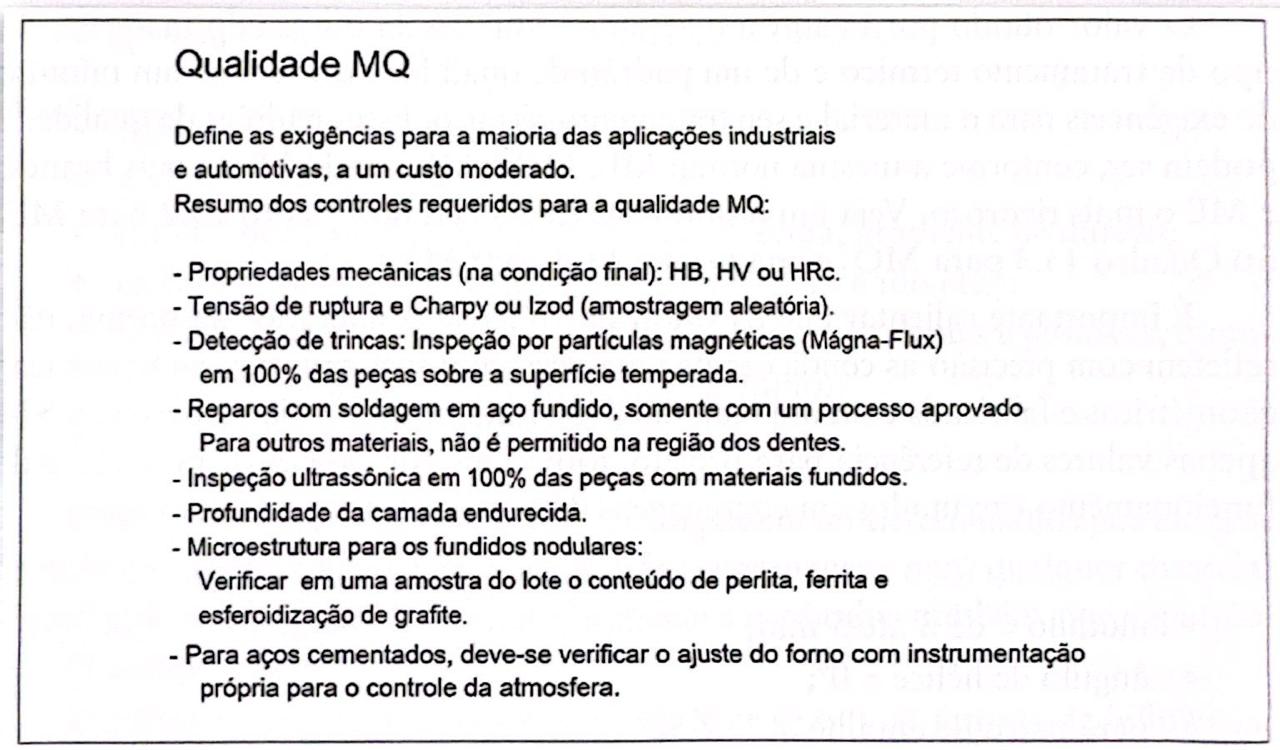 Qualidade MQ
Define as exigências para a maioria das aplicações industriais
e automotivas, a um custo moderado.
Resumo dos controles requeridos para a qualidade MQ:
- Propriedades mecânicas (na condição final): HB, HV ou HRc.
- Tensão de ruptura e Charpy ou Izod (amostragem aleatória).
- Detecção de trincas: Inspeção por partículas magnéticas (Mágna-Flux)
em 100% das peças sobre a superfície temperada.
- Reparos com soldagem em aço fundido, somente com um processo aprovado
Para outros materiais, não é permitido na região dos dentes.
- Inspeção ultrassônica em 100% das peças com materiais fundidos.
- Profundidade da camada endurecida.
- Microestrutura para os fundidos nodulares:
Verificar em uma amostra do lote o conteúdo de perlita, ferrita e
esferoidização de grafite.
- Para aços cementados, deve-se verificar o ajuste do forno com instrumentação
própria para o controle da atmosfera.